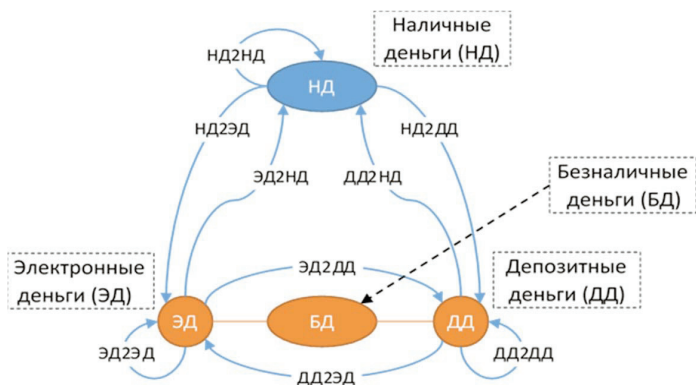 Наличные
деньги (НД)
НД2НД
НД
НД2ЭД
НД2ДД
ЭД2НД
ДД2НД
Безналичные
деньги (БД)
Электронные
деньги (ЭД)
ЭД2ДД
Депозитные
деньги (ДД)
ЭД
БД
ДД
ЭД2ЭД
ДД2ЭД
ДД2ДД